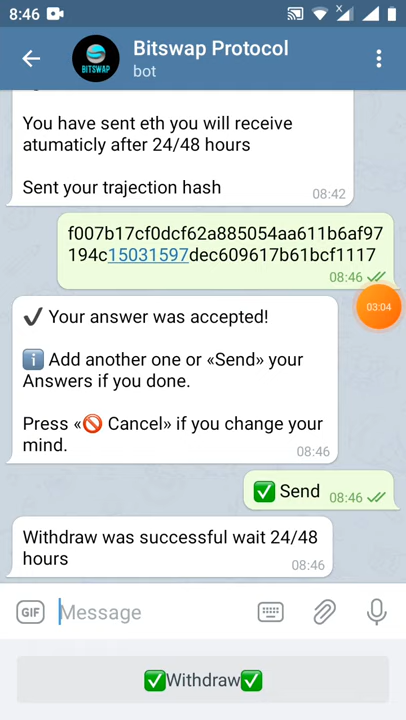 8:46
Bitswap Protocol
BITSWAP
bot
You have sent eth you will receive
atumaticly after 24/48 hours
Sent your trajection hash
08:42
f007b17cf0dcf62a885054aa611b6af97
194c15031597dec609617b61bcf1117
08:46
03:04
✔ Your answer was accepted!
ℹ Add another one or «Send» your
Answers if you done.
Press «🚫 Cancel» if you change your
mind.
08:46
✅ Send 08:46
Withdraw was successful wait 24/48
hours
08:46
GIF Message
✅Withdraw✅